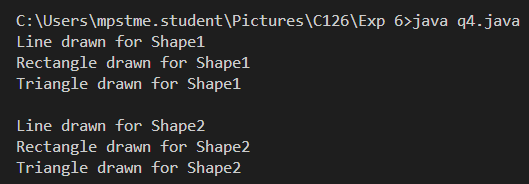 C:\Users\mpstme.student\Pictures\C126\Exp 6>java q4.java
Line drawn for Shape1
Rectangle drawn for Shape1
Triangle drawn for Shape1

Line drawn for Shape2
Rectangle drawn for Shape2
Triangle drawn for Shape2